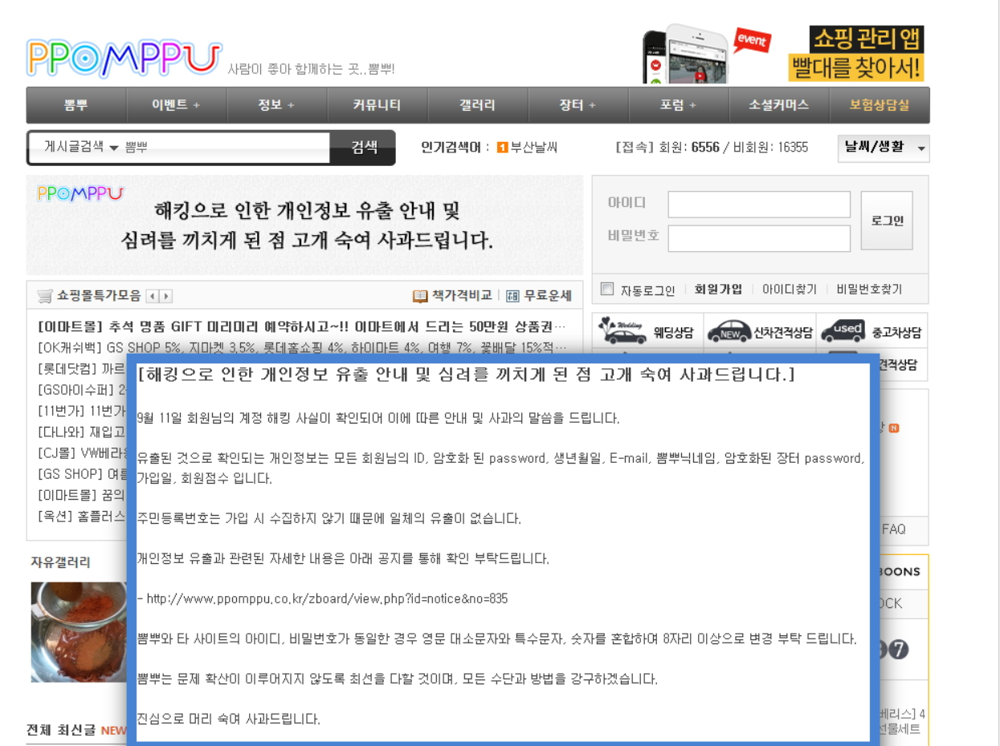 PPOMPPU 사람이 좋아 함께하는 곳..뽐뿌!
event
쇼핑 관리 앱
빨대를 찾아서!
뽐뿌 이벤트 + 정보 + 커뮤니티 갤러리 장터 + 포럼 + 소셜커머스 보험상담실
게시글검색 뽐뿌 검색 인기검색어 : 1 부산날씨 [접속] 회원: 6556 / 비회원: 16355 날씨/생활
PPOMPPU
해킹으로 인한 개인정보 유출 안내 및
심려를 끼치게 된 점 고개 숙여 사과드립니다.
아이디
비밀번호
로그인
자동로그인 회원가입 아이디찾기 비밀번호찾기
쇼핑몰특가모음 책가격비교 무료운세
[이마트몰] 추석 명품 GIFT 미리미리 예약하시고~!! 이마트에서 드리는 50만원 상품권…
[OK캐쉬백] GS SHOP 5%, 지마켓 3,5%, 롯데홈쇼핑 4%, 하이마트 4%, 여행 7%, 꽃배달 15%적…
Wedding 웨딩상담 NEW 신차견적상담 used 중고차상담
견적상담
[롯데닷컴] 까르
[GS아이수퍼] 2
[11번가] 11번가
[다나와] 재입고
[CJ몰] VW베라
[GS SHOP] 여름
[이마트몰] 꿈의
[옥션] 홈플러스
[해킹으로 인한 개인정보 유출 안내 및 심려를 끼치게 된 점 고개 숙여 사과드립니다.]
9월 11일 회원님의 계정 해킹 사실이 확인되어 이에 따른 안내 및 사과의 말씀을 드립니다.
유출된 것으로 확인되는 개인정보는 모든 회원님의 ID, 암호화 된 password, 생년월일, E-mail, 뽐뿌닉네임, 암호화된 장터 password,
가입일, 회원점수 입니다.
주민등록번호는 가입 시 수집하지 않기 때문에 일체의 유출이 없습니다.
개인정보 유출과 관련된 자세한 내용은 아래 공지를 통해 확인 부탁드립니다.
- http://www.ppomppu.co.kr/zboard/view.php?id=notice&no=835
뽐뿌와 타 사이트의 아이디, 비밀번호가 동일한 경우 영문 대소문자와 특수문자, 숫자를 혼합하여 8자리 이상으로 변경 부탁 드립니다.
뽐뿌는 문제 확산이 이루어지지 않도록 최선을 다할 것이며, 모든 수단과 방법을 강구하겠습니다.
진심으로 머리 숙여 사과드립니다.
N
FAQ
자유갤러리
BOONS
OCK
7
베리스] 4
선물세트
전체 최신글 NEW